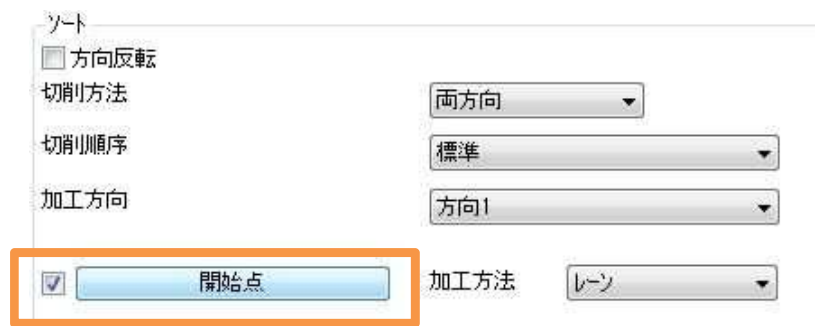 ソート
方向反転
切削方法 両方向
切削順序 標準
加工方向 方向1
開始点 加工方法 レーン